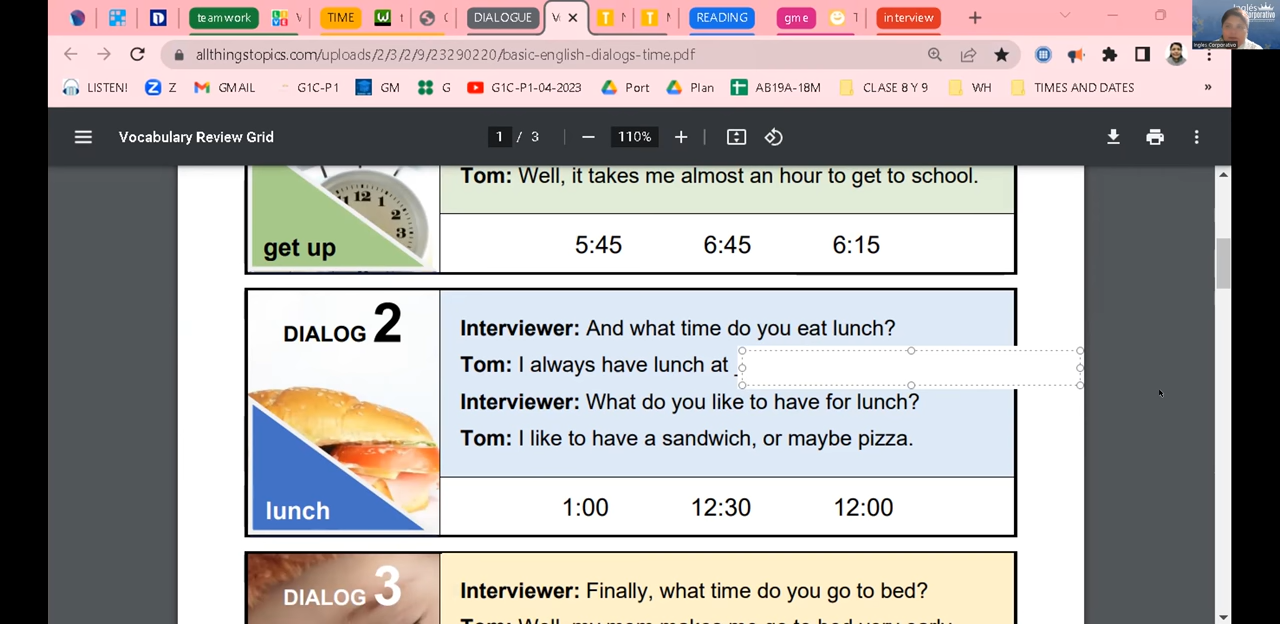 teamwork
TIME
DIALOGUE
READING
gme
interview
allthingstopics.com/uploads/2/3/2/9/23290220/basic-english-dialogs-time.pdf
LISTEN!
Z
GMAIL
G1C-P1
GM
G
G1C-P1-04-2023
Port
Plan
AB19A-18M
CLASE 8 Y 9
WH
TIMES AND DATES
»
Vocabulary Review Grid
1 / 3
110%
Tom: Well, it takes me almost an hour to get to school.
get up
5:45 6:45 6:15
DIALOG 2
Interviewer: And what time do you eat lunch?
Tom: I always have lunch at
Interviewer: What do you like to have for lunch?
Tom: I like to have a sandwich, or maybe pizza.
lunch
1:00 12:30 12:00
DIALOG 3
Interviewer: Finally, what time do you go to bed?